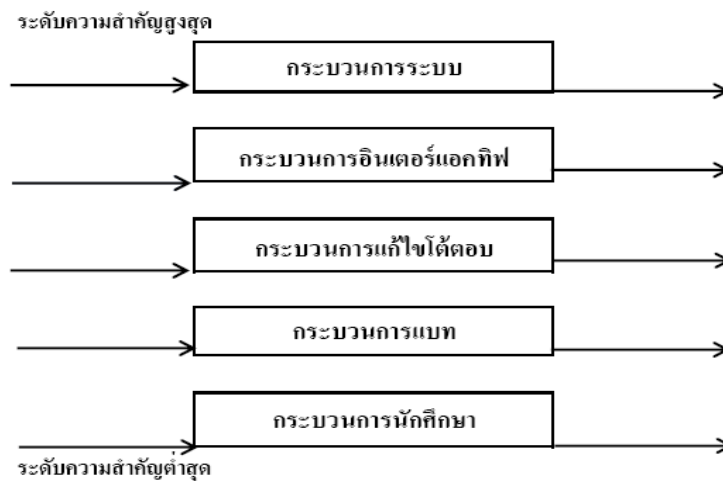 ระดับความสำคัญสูงสุด
กระบวนการระบบ
กระบวนการอินเตอร์แอคทิฟ
กระบวนการแก้ไขโต้ตอบ
กระบวนการแบท
กระบวนการนักศึกษา
ระดับความสำคัญต่ำสุด